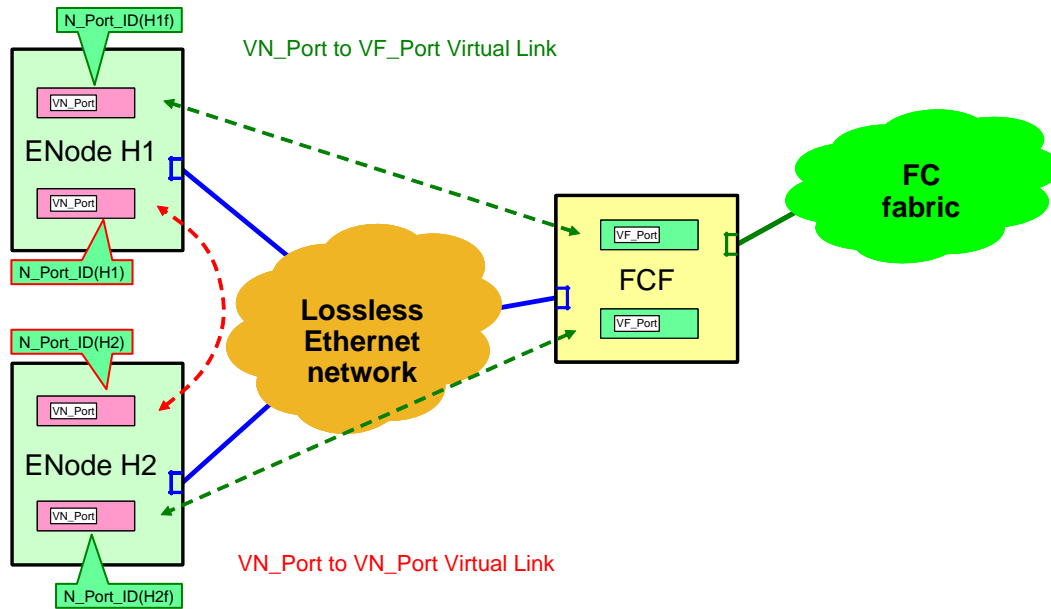 N_Port_ID(H1f)
VN_Port to VF_Port Virtual Link
VN_Port
ENode H1
VN_Port
N_Port_ID(H1)
FC
fabric
VF_Port
FCF
VF_Port
Lossless
Ethernet
network
N_Port_ID(H2)
VN_Port
ENode H2
VN_Port
VN_Port to VN_Port Virtual Link
N_Port_ID(H2f)